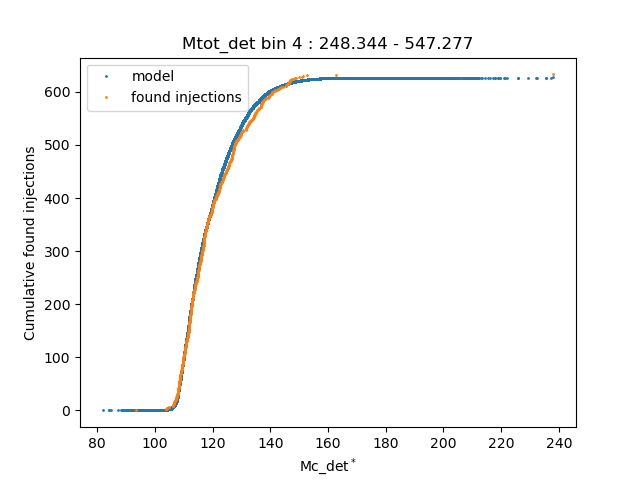 Mtot_det bin 4 : 248.344 - 547.277
model
found injections
600
500
400
300
200
100
0
Cumulative found injections
80 100 120 140 160 180 200 220 240
Mc_det*